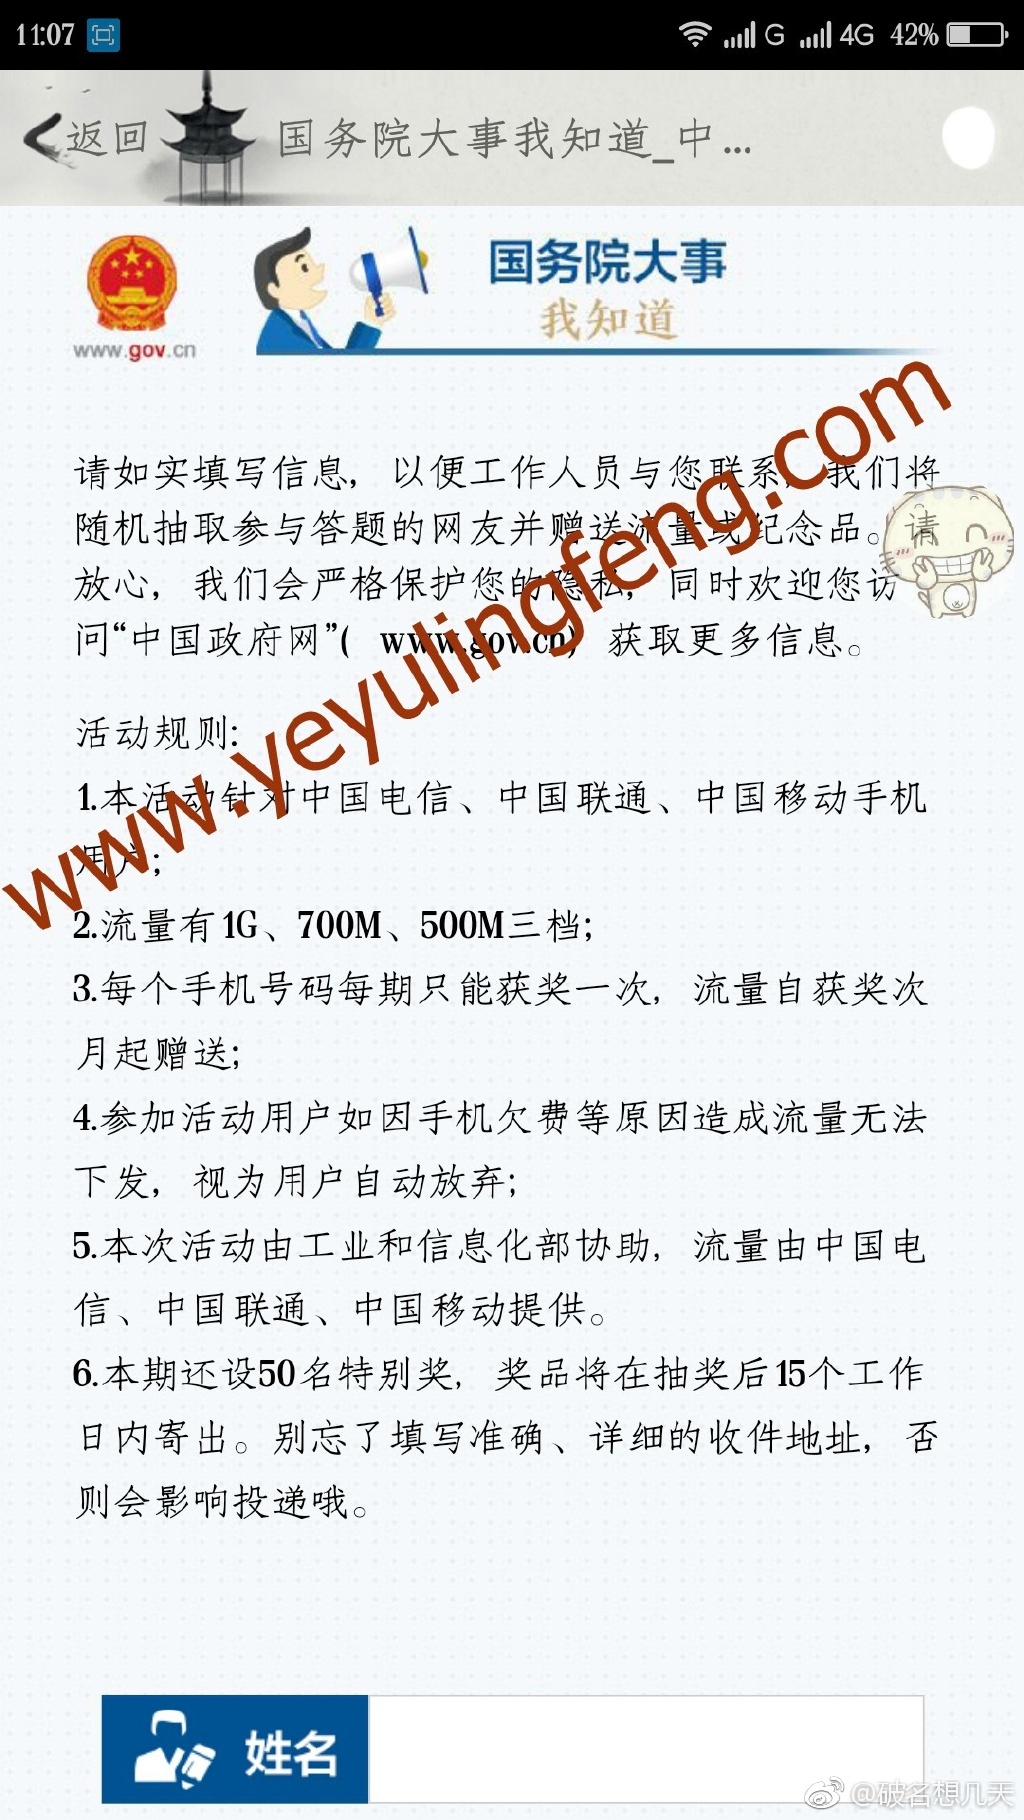 11:07 G 4G 42%
返回 国务院大事我知道_中...
国务院大事
我知道
www.gov.cn
请如实填写信息，以便工作人员与您联系，我们将
随机抽取参与答题的网友并赠送流量或纪念品。请
放心，我们会严格保护您的隐私，同时欢迎您访
问“中国政府网”( www.gov.cn) 获取更多信息。
www.yeyulingfeng.com
活动规则:
1.本活动针对中国电信、中国联通、中国移动手机
用户;
2.流量有1G、700M、500M三档;
3.每个手机号码每期只能获奖一次，流量自获奖次
月起赠送;
4.参加活动用户如因手机欠费等原因造成流量无法
下发，视为用户自动放弃;
5.本次活动由工业和信息化部协助，流量由中国电
信、中国联通、中国移动提供。
6.本期还设50名特别奖，奖品将在抽奖后15个工作
日内寄出。别忘了填写准确、详细的收件地址，否
则会影响投递哦。
姓名
@破名想几天